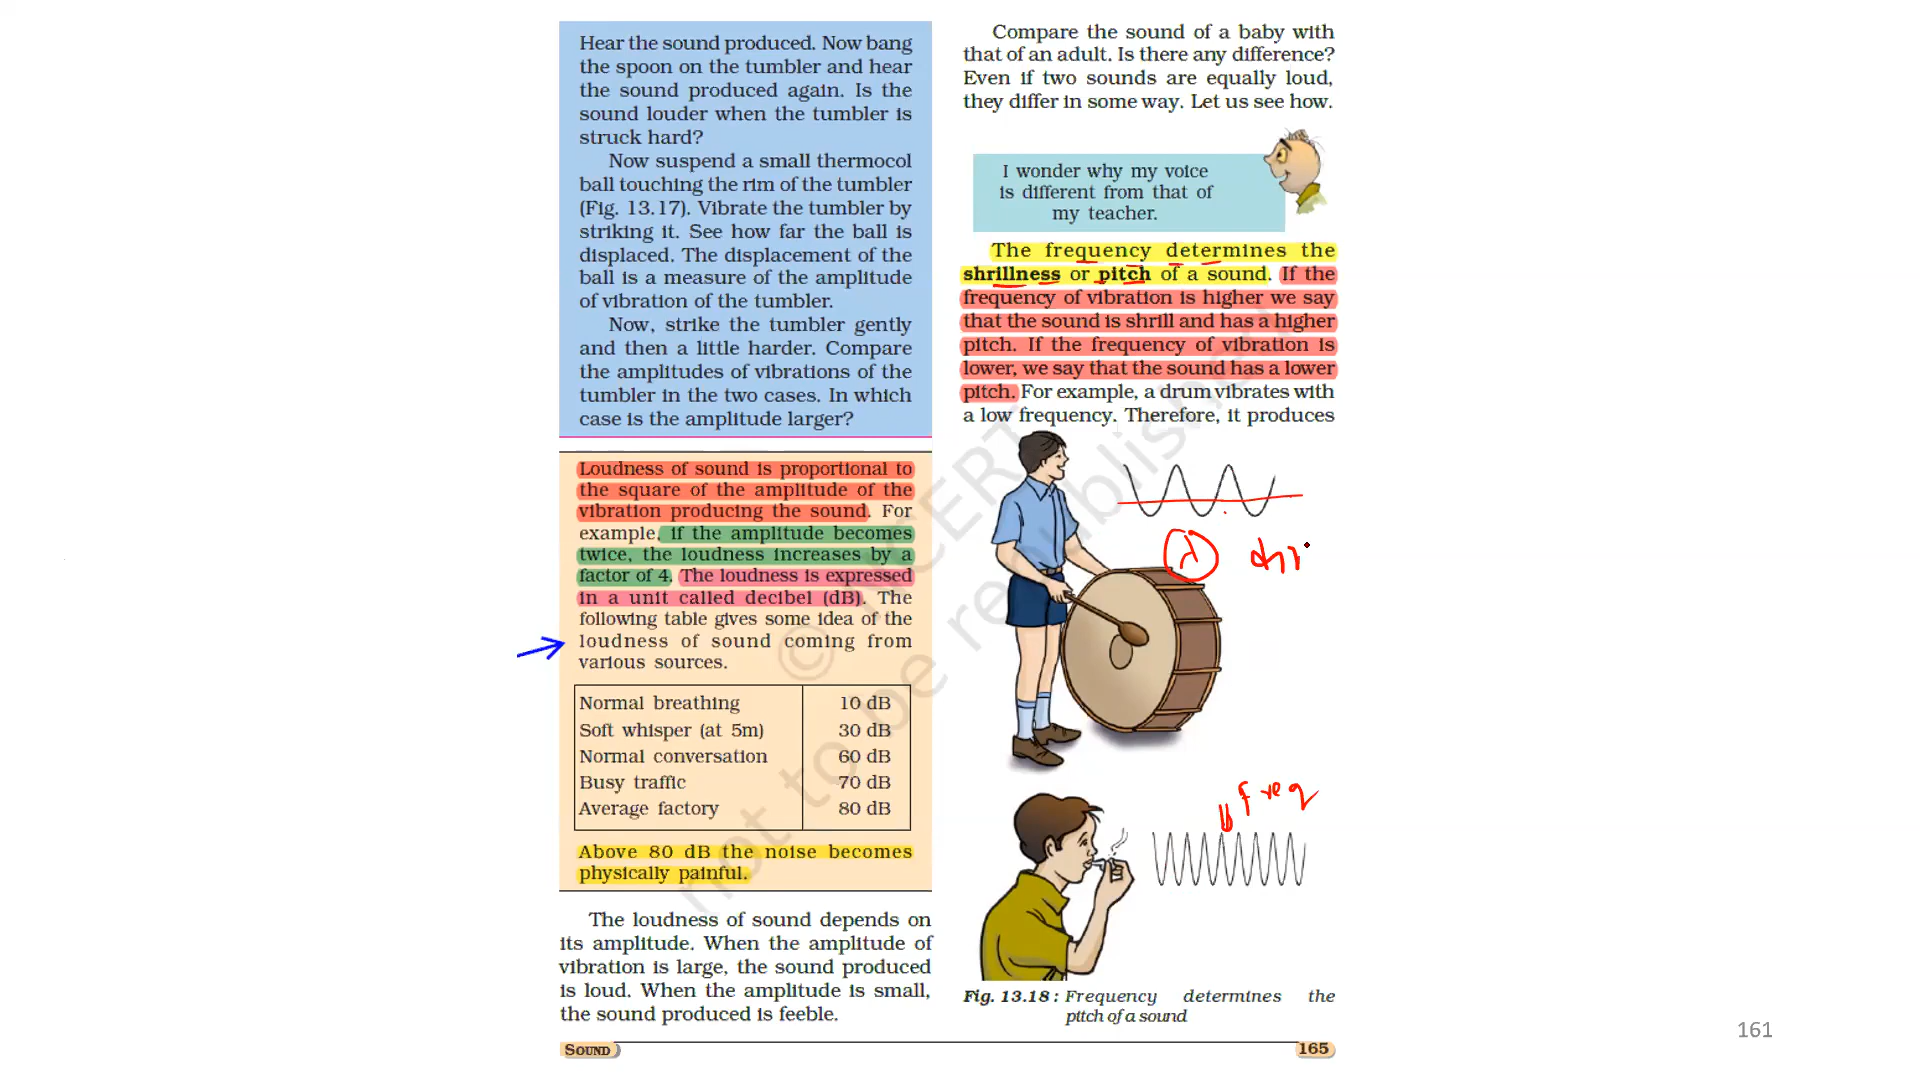 Hear the sound produced. Now bang
the spoon on the tumbler and hear
the sound produced again. Is the
sound louder when the tumbler is
struck hard?
Now suspend a small thermocol
ball touching the rim of the tumbler
(Fig. 13.17). Vibrate the tumbler by
striking it. See how far the ball is
displaced. The displacement of the
ball is a measure of the amplitude
of vibration of the tumbler.
Now, strike the tumbler gently
and then a little harder. Compare
the amplitudes of vibrations of the
tumbler in the two cases. In which
case is the amplitude larger?
Loudness of sound is proportional to
the square of the amplitude of the
vibration producing the sound. For
example, if the amplitude becomes
twice, the loudness increases by a
factor of 4. The loudness is expressed
in a unit called decibel (dB). The
following table gives some idea of the
loudness of sound coming from
various sources.
Normal breathing 10 dB
Soft whisper (at 5m) 30 dB
Normal conversation 60 dB
Busy traffic 70 dB
Average factory 80 dB
Above 80 dB the noise becomes
physically painful.
The loudness of sound depends on
its amplitude. When the amplitude of
vibration is large, the sound produced
is loud. When the amplitude is small,
the sound produced is feeble.
Compare the sound of a baby with
that of an adult. Is there any difference?
Even if two sounds are equally loud,
they differ in some way. Let us see how.
I wonder why my voice
is different from that of
my teacher.
The frequency determines the
shrillness or pitch of a sound. If the
frequency of vibration is higher we say
that the sound is shrill and has a higher
pitch. If the frequency of vibration is
lower, we say that the sound has a lower
pitch. For example, a drum vibrates with
a low frequency. Therefore, it produces
λ
freq
Fig. 13.18 : Frequency determines the
pitch of a sound
SOUND
165
161
© NCERT
not to be republished